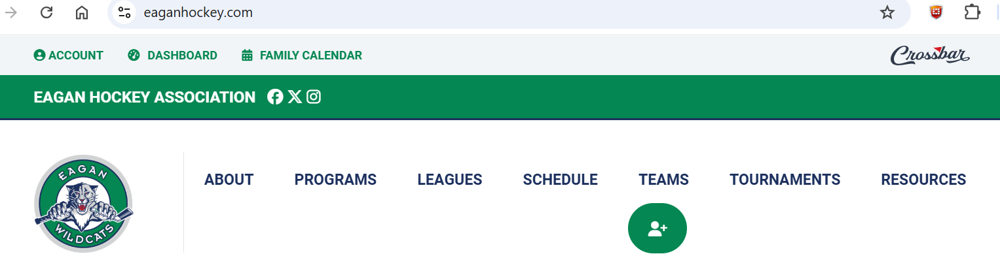 eaganhockey.com
ACCOUNT DASHBOARD FAMILY CALENDAR Crossbar
EAGAN HOCKEY ASSOCIATION
EAGAN
WILDCATS
ABOUT PROGRAMS LEAGUES SCHEDULE TEAMS TOURNAMENTS RESOURCES